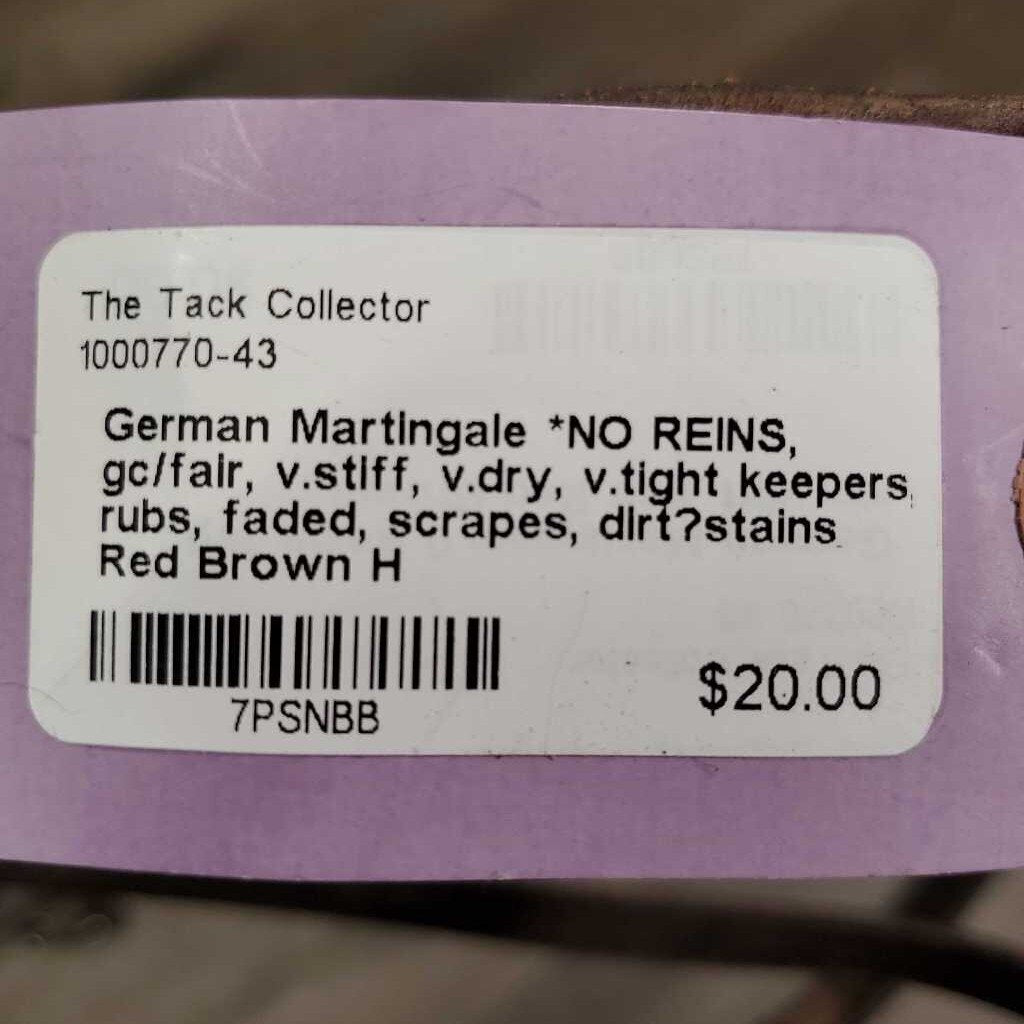 The Tack Collector
1000770-43
German Martingale *NO REINS,
gc/fair, v.stiff, v.dry, v.tight keepers,
rubs, faded, scrapes, dirt?stains
Red Brown H
7PSNBB
$20.00